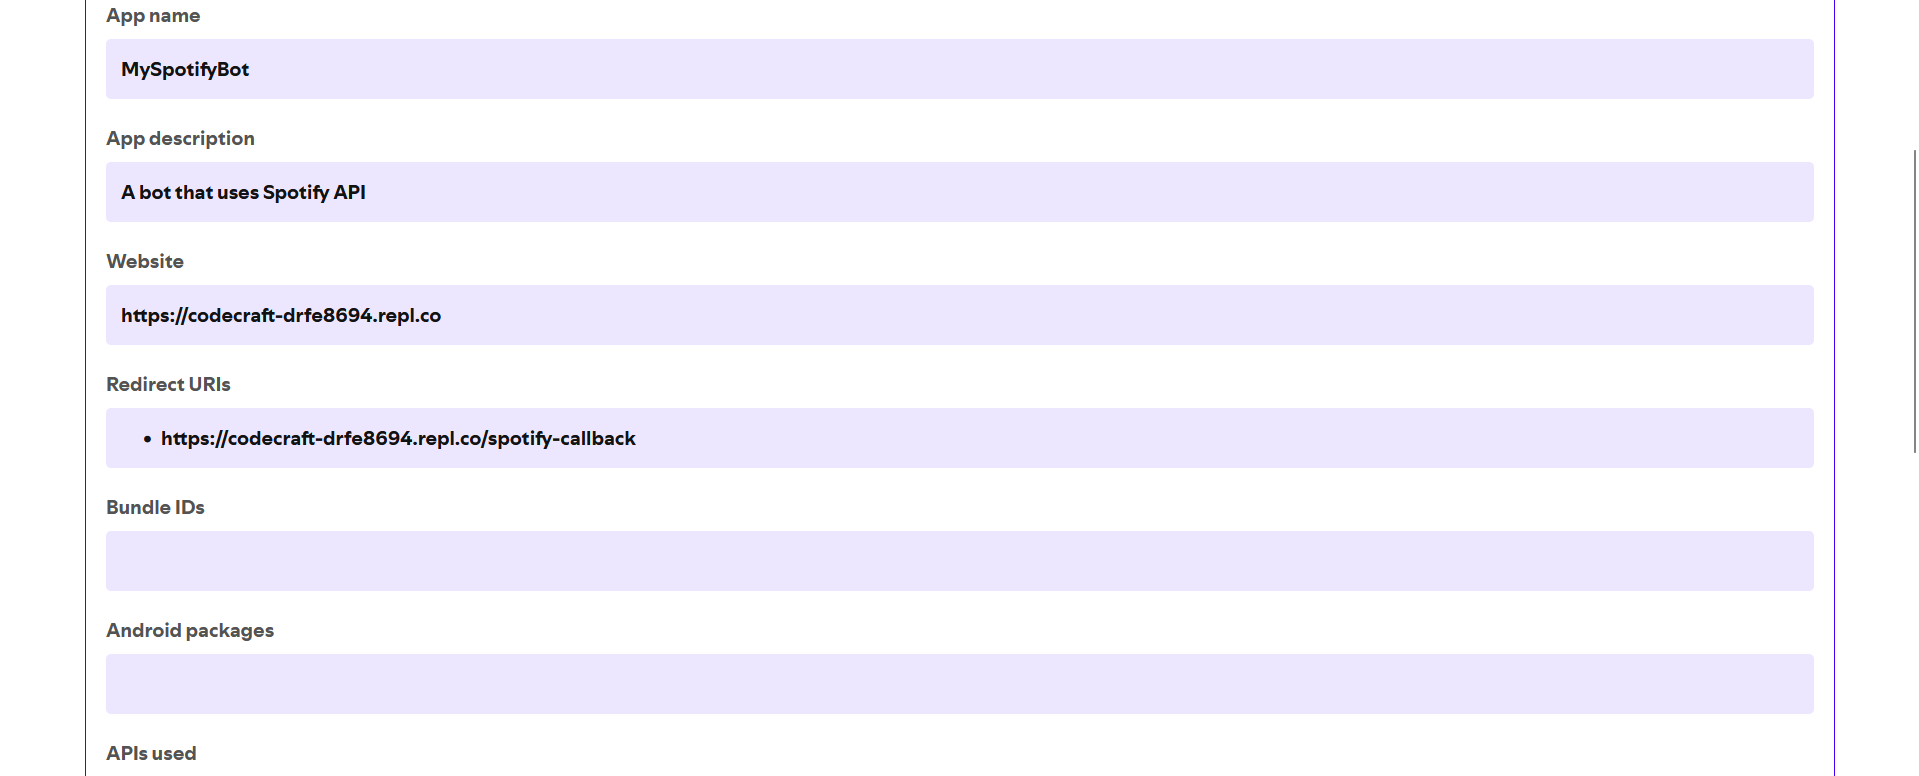 App name
MySpotifyBot
App description
A bot that uses Spotify API
Website
https://codecraft-drfe8694.repl.co
Redirect URIs
• https://codecraft-drfe8694.repl.co/spotify-callback
Bundle IDs
Android packages
APIs used